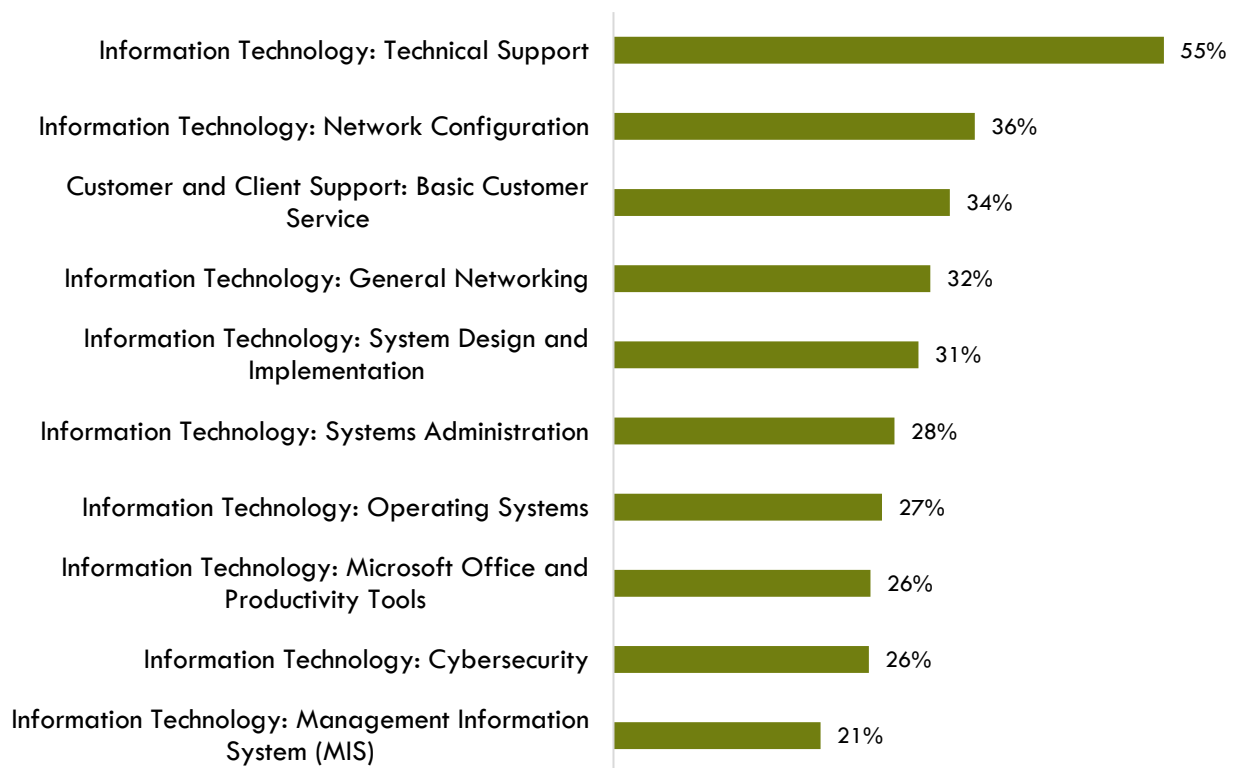 Information Technology: Technical Support
55%
Information Technology: Network Configuration
36%
Customer and Client Support: Basic Customer
Service
34%
Information Technology: General Networking
32%
Information Technology: System Design and
Implementation
31%
Information Technology: Systems Administration
28%
Information Technology: Operating Systems
27%
Information Technology: Microsoft Office and
Productivity Tools
26%
Information Technology: Cybersecurity
26%
Information Technology: Management Information
System (MIS)
21%